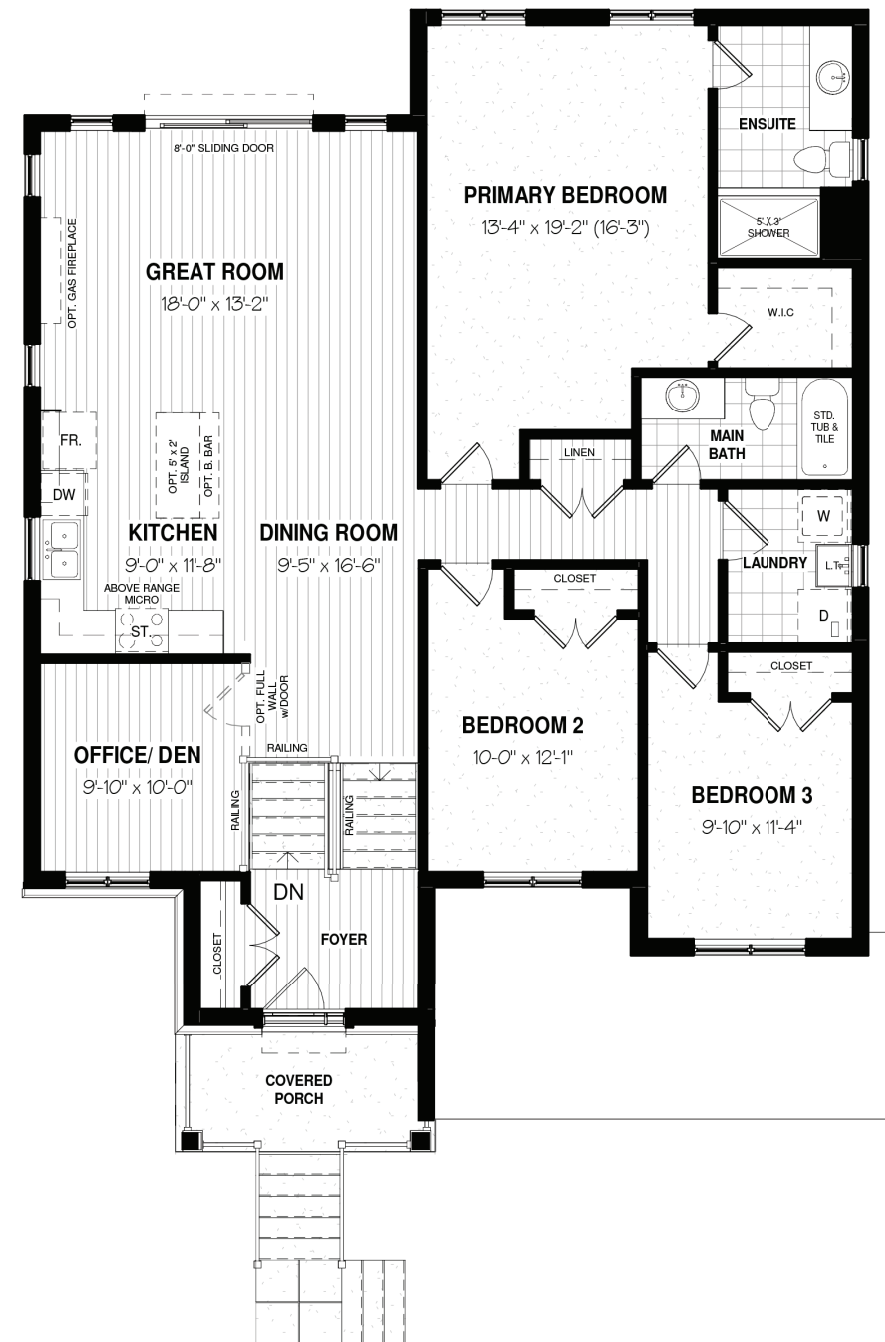 ENSUITE
8'-0" SLIDING DOOR
PRIMARY BEDROOM
13'-4" x 19'-2" (16'-3")
5' X 3'
SHOWER
OPT. GAS FIREPLACE
GREAT ROOM
18'-0" x 13'-2"
W.I.C
FR.
OPT. 5' x 2'
ISLAND
OPT. B. BAR
MAIN
BATH
STD.
TUB &
TILE
LINEN
DW
W
KITCHEN
9'-0" x 11'-8"
DINING ROOM
9'-5" x 16'-6"
LAUNDRY
L.T.
ABOVE RANGE
MICRO
ST.
CLOSET
D
CLOSET
OPT. FULL
WALL
w/DOOR
OFFICE/ DEN
9'-10" x 10'-0"
RAILING
RAILING
RAILING
BEDROOM 2
10-0" x 12'-1"
BEDROOM 3
9'-10" x 11'-4"
DN
CLOSET
FOYER
COVERED
PORCH